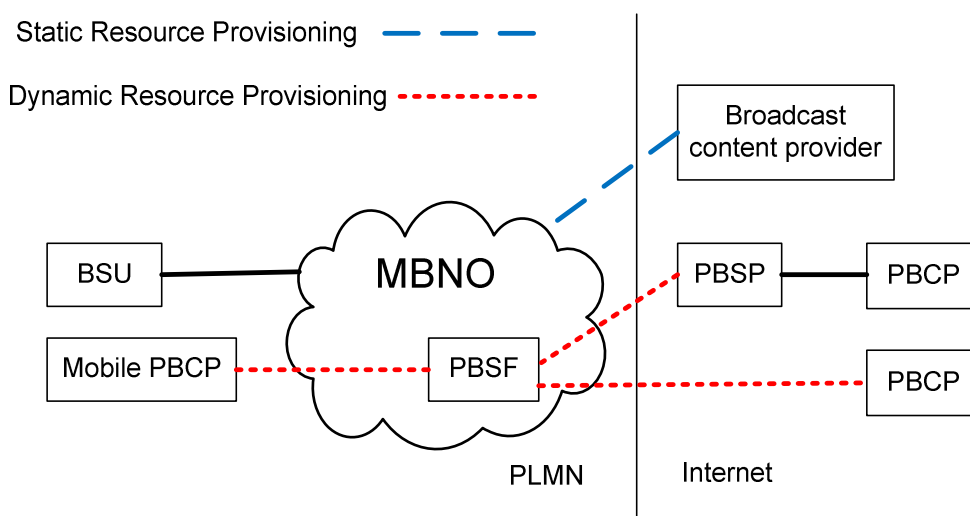 Static Resource Provisioning
Dynamic Resource Provisioning
Broadcast
content provider
BSU
MBNO
PBSP
PBCP
Mobile PBCP
PBSF
PBCP
PLMN
Internet